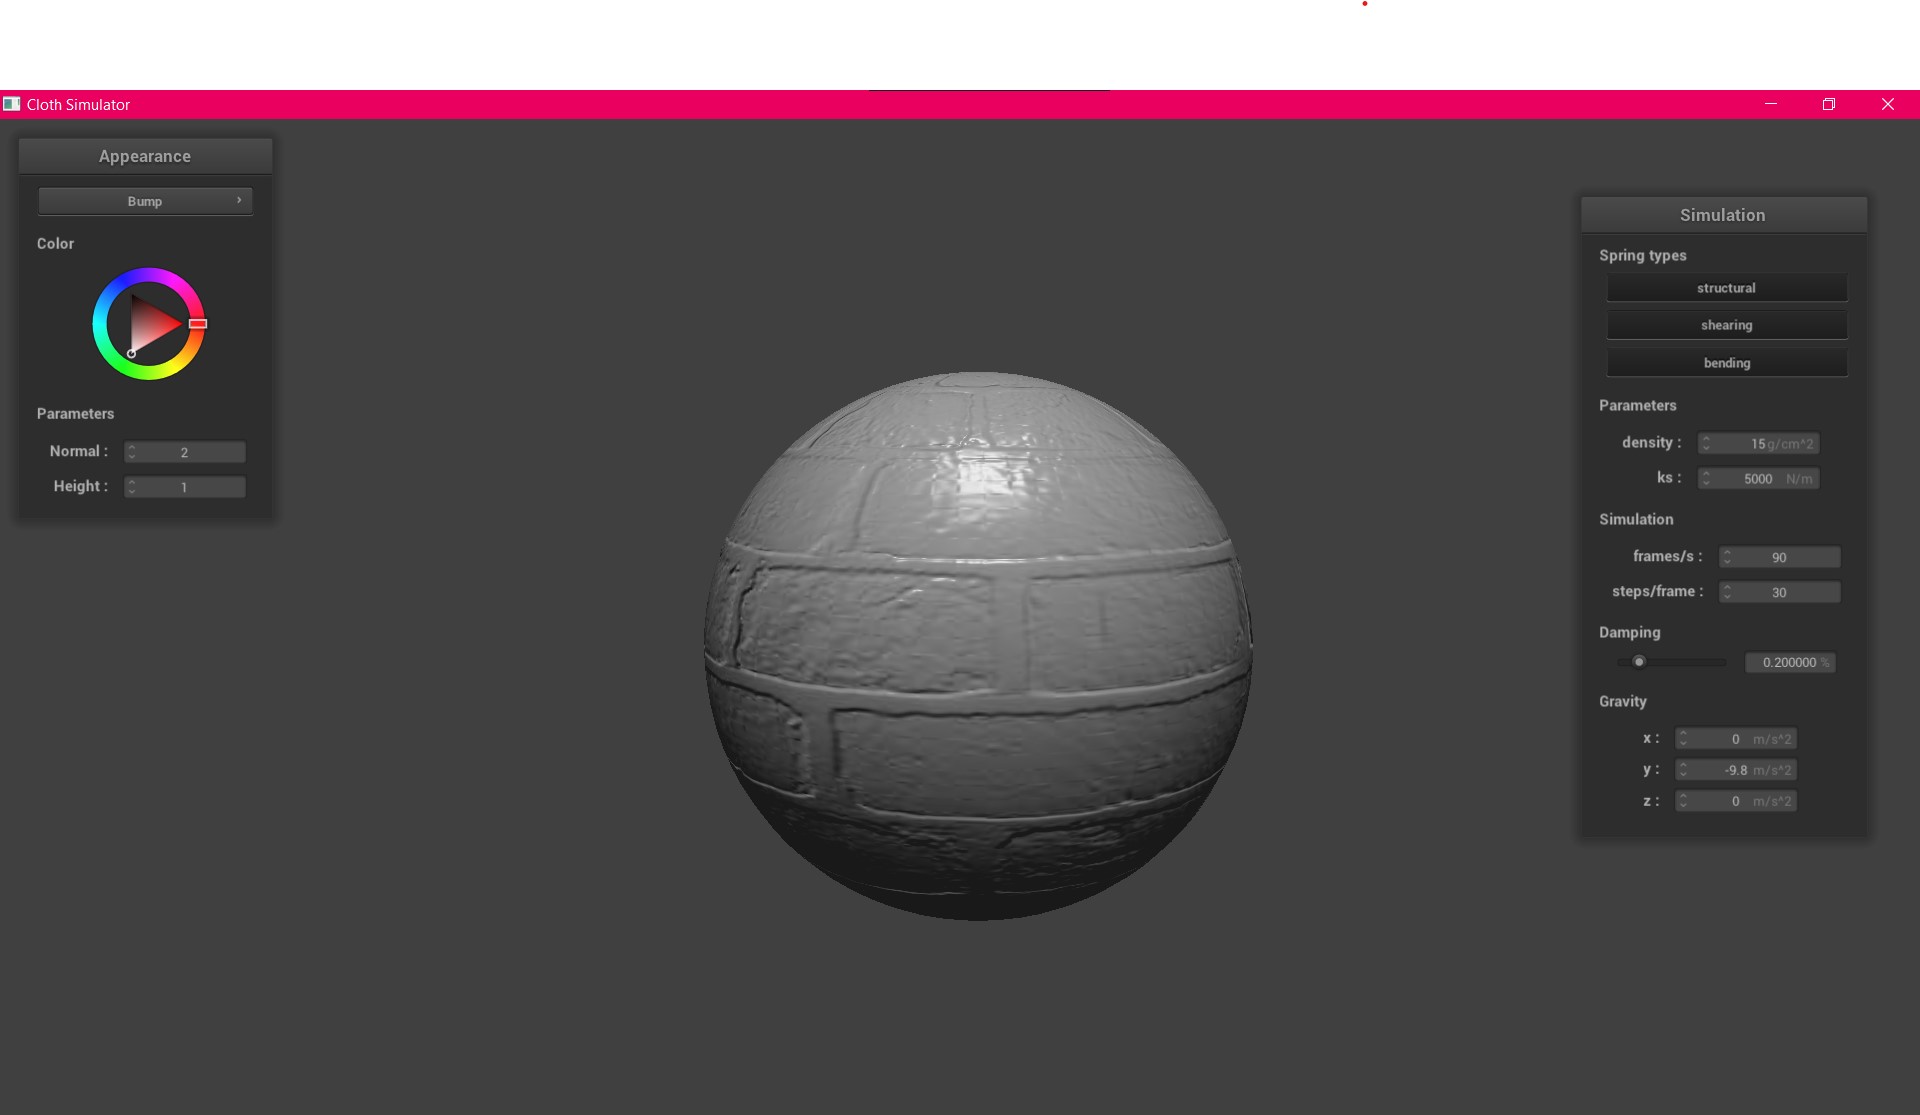 Cloth Simulator
Appearance
Bump
Color
Parameters
Normal : 2
Height : 1
Simulation
Spring types
structural
shearing
bending
Parameters
density : 15 g/cm^2
ks : 5000 N/m
Simulation
frames/s : 90
steps/frame : 30
Damping
0.200000 %
Gravity
x : 0 m/s^2
y : -9.8 m/s^2
z : 0 m/s^2